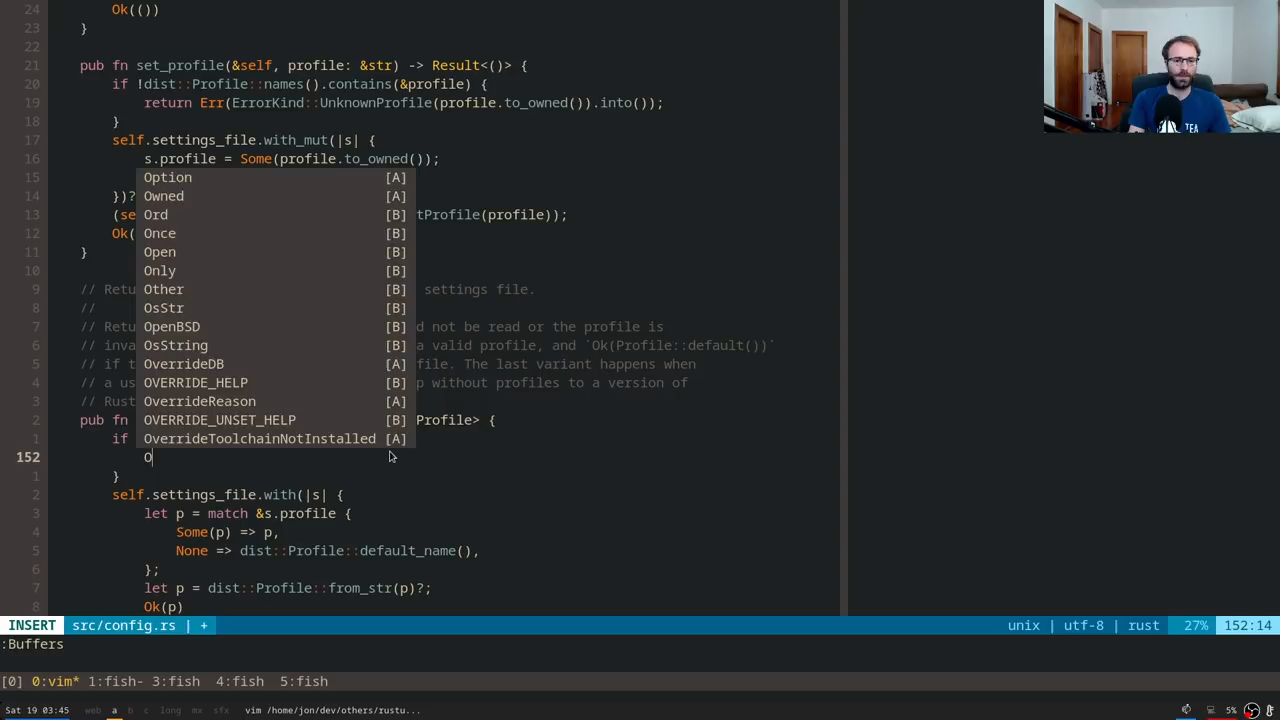 24 Ok(())
23 }
22
21 pub fn set_profile(&self, profile: &str) -> Result<()> {
20 if !dist::Profile::names().contains(&profile) {
19 return Err(ErrorKind::UnknownProfile(profile.to_owned()).into());
18 }
17 self.settings_file.with_mut(|s| {
16 s.profile = Some(profile.to_owned());
Option [A]
14 })? Owned [A]
13 (se Ord [B] tProfile(profile));
12 Ok( Once [B]
11 } Open [B]
10 Only [B]
9 // Retu Other [B] settings file.
8 // OsStr [B]
7 // Retu OpenBSD [B] d not be read or the profile is
6 // inva OsString [B] a valid profile, and `Ok(Profile::default())`
5 // if t OverrideDB [A] file. The last variant happens when
4 // a us OVERRIDE_HELP [B] p without profiles to a version of
3 // Rust OverrideReason [A]
2 pub fn OVERRIDE_UNSET_HELP [B] Profile> {
1 if OverrideToolchainNotInstalled [A]
152 O
1 }
2 self.settings_file.with(|s| {
3 let p = match &s.profile {
4 Some(p) => p,
5 None => dist::Profile::default_name(),
6 };
7 let p = dist::Profile::from_str(p)?;
8 Ok(p)
INSERT src/config.rs | + unix | utf-8 | rust 27% 152:14
:Buffers
[0] 0:vim* 1:fish- 3:fish 4:fish 5:fish
Sat 19 03:45 web a b c long mx sfx vim /home/jon/dev/others/rustu... 5%
TEA